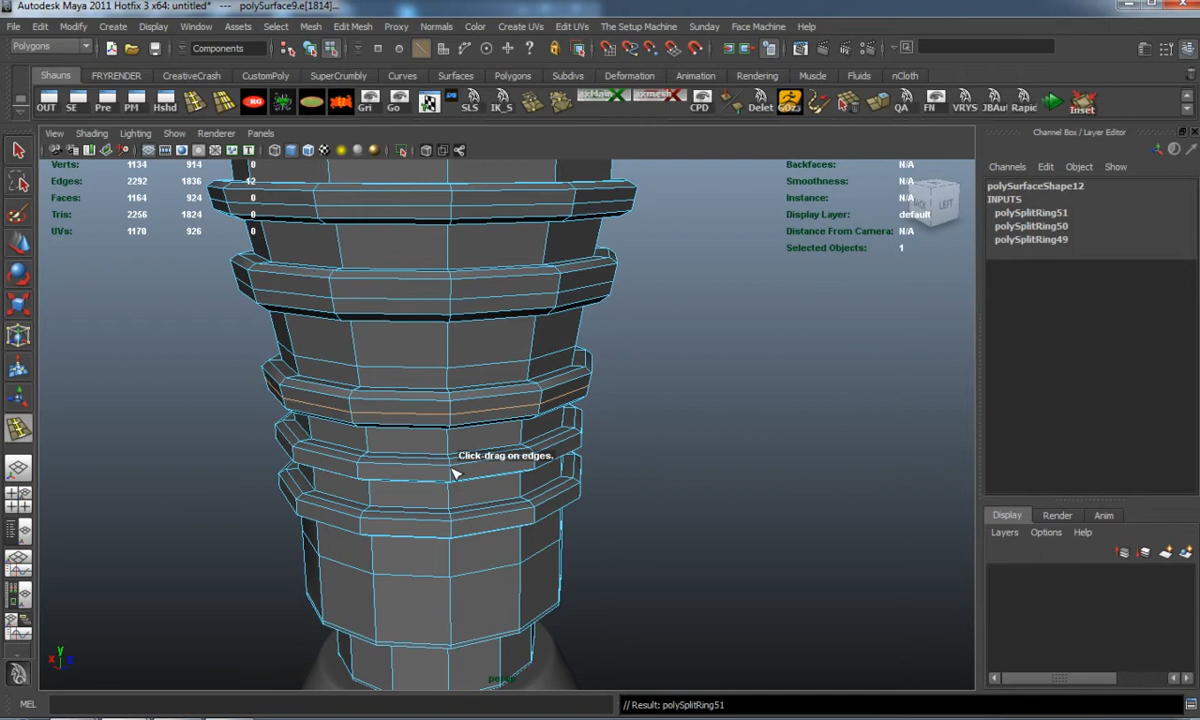 Autodesk Maya 2011 Hotfix 3 x64: untitled* --- polySurface9.e[1814]...
File Edit Modify Create Display Window Assets Select Mesh Edit Mesh Proxy Normals Color Create UVs Edit UVs The Setup Machine Sunday Face Machine Help
Polygons Components
Shauns FRYRENDER CreativeCrash CustomPoly SuperCrumbly Curves Surfaces Polygons Subdivs Deformation Animation Rendering Muscle Fluids nCloth
OUT SE Pre PM Hshd RG Gri Go SLS IK_S CPD Delet GOz3 QA FN VRYS JBAu Rapic Inset
View Shading Lighting Show Renderer Panels
Channel Box / Layer Editor
Channels Edit Object Show
Verts: 1134 914 0
Edges: 2292 1836 12
Faces: 1164 924 0
Tris: 2256 1824 0
UVs: 1170 926 0
Backfaces: N/A
Smoothness: N/A
Instance: N/A
Display Layer: default
Distance From Camera: N/A
Selected Objects: 1
LEFT
polySurfaceShape12
INPUTS
polySplitRing51
polySplitRing50
polySplitRing49
Click-drag on edges.
Display Render Anim
Layers Options Help
y
x z
persp
MEL // Result: polySplitRing51